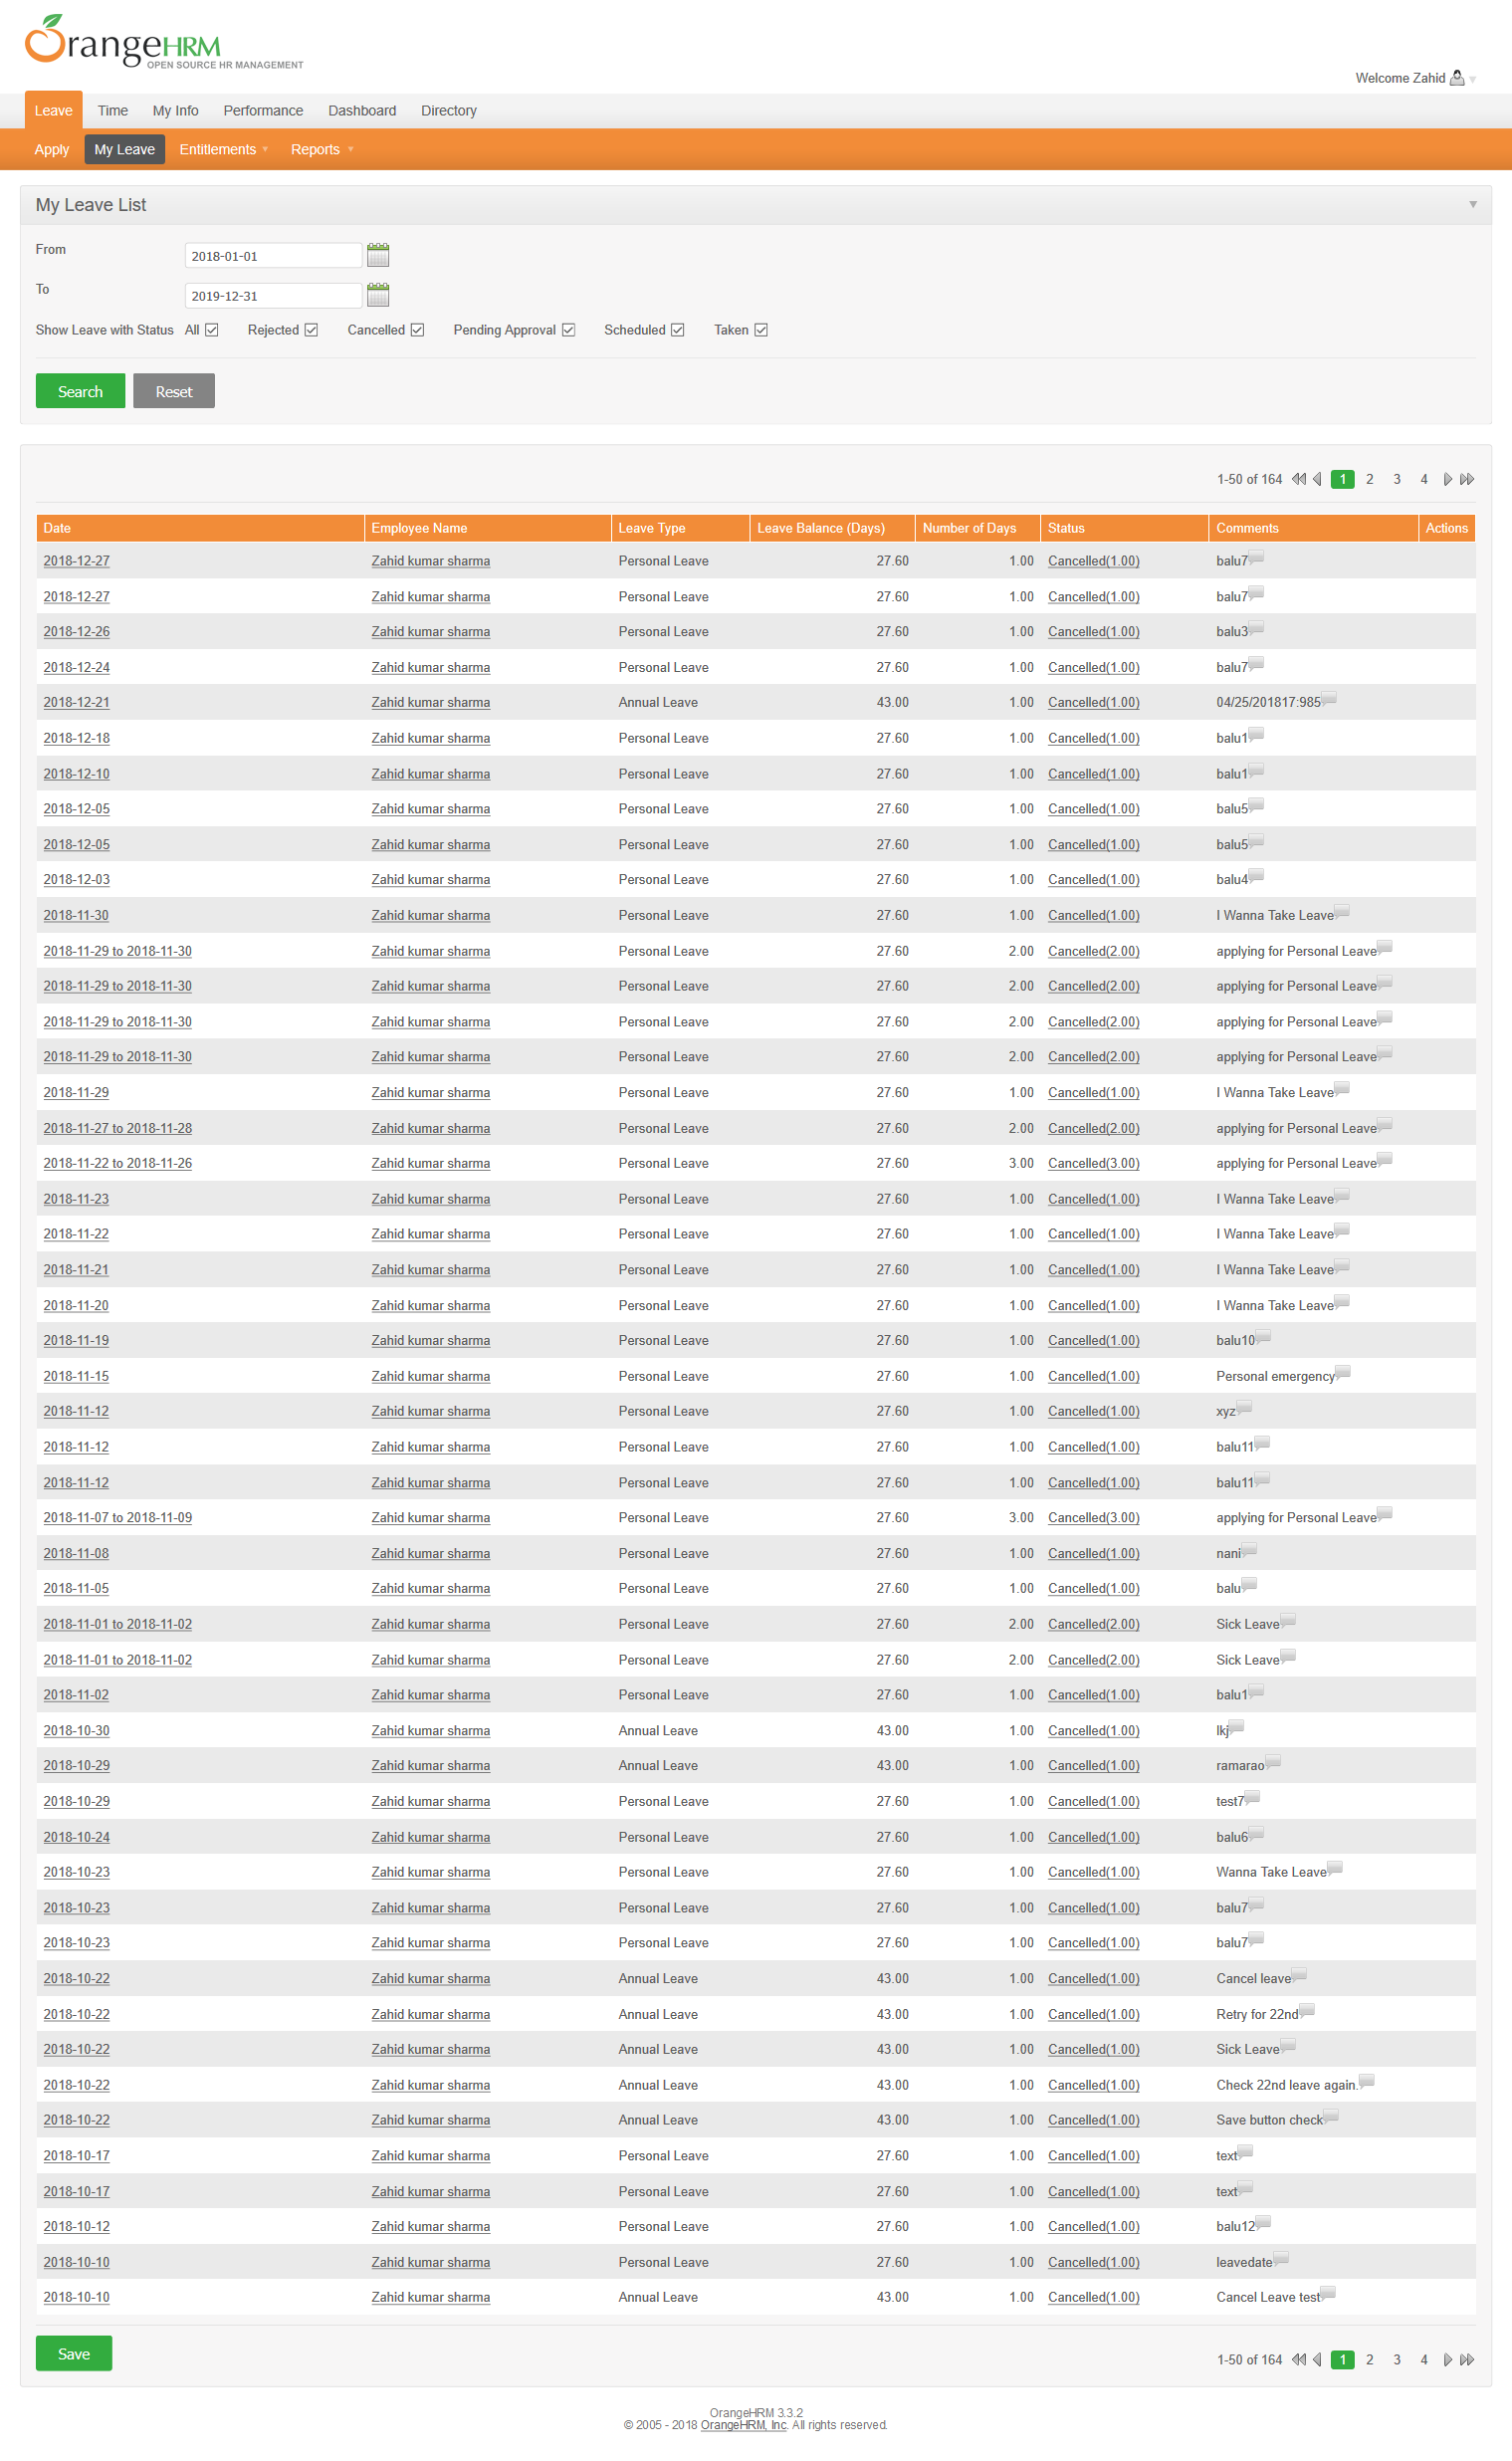 OrangeHRM
OPEN SOURCE HR MANAGEMENT
Welcome Zahid
Leave Time My Info Performance Dashboard Directory
Apply My Leave Entitlements Reports
My Leave List
From 2018-01-01
To 2019-12-31
Show Leave with Status All Rejected Cancelled Pending Approval Scheduled Taken
Search Reset
1-50 of 164 1 2 3 4
Date Employee Name Leave Type Leave Balance (Days) Number of Days Status Comments Actions
2018-12-27 Zahid kumar sharma Personal Leave 27.60 1.00 Cancelled(1.00) balu7
2018-12-27 Zahid kumar sharma Personal Leave 27.60 1.00 Cancelled(1.00) balu7
2018-12-26 Zahid kumar sharma Personal Leave 27.60 1.00 Cancelled(1.00) balu3
2018-12-24 Zahid kumar sharma Personal Leave 27.60 1.00 Cancelled(1.00) balu7
2018-12-21 Zahid kumar sharma Annual Leave 43.00 1.00 Cancelled(1.00) 04/25/201817:985
2018-12-18 Zahid kumar sharma Personal Leave 27.60 1.00 Cancelled(1.00) balu1
2018-12-10 Zahid kumar sharma Personal Leave 27.60 1.00 Cancelled(1.00) balu1
2018-12-05 Zahid kumar sharma Personal Leave 27.60 1.00 Cancelled(1.00) balu5
2018-12-05 Zahid kumar sharma Personal Leave 27.60 1.00 Cancelled(1.00) balu5
2018-12-03 Zahid kumar sharma Personal Leave 27.60 1.00 Cancelled(1.00) balu4
2018-11-30 Zahid kumar sharma Personal Leave 27.60 1.00 Cancelled(1.00) I Wanna Take Leave
2018-11-29 to 2018-11-30 Zahid kumar sharma Personal Leave 27.60 2.00 Cancelled(2.00) applying for Personal Leave
2018-11-29 to 2018-11-30 Zahid kumar sharma Personal Leave 27.60 2.00 Cancelled(2.00) applying for Personal Leave
2018-11-29 to 2018-11-30 Zahid kumar sharma Personal Leave 27.60 2.00 Cancelled(2.00) applying for Personal Leave
2018-11-29 to 2018-11-30 Zahid kumar sharma Personal Leave 27.60 2.00 Cancelled(2.00) applying for Personal Leave
2018-11-29 Zahid kumar sharma Personal Leave 27.60 1.00 Cancelled(1.00) I Wanna Take Leave
2018-11-27 to 2018-11-28 Zahid kumar sharma Personal Leave 27.60 2.00 Cancelled(2.00) applying for Personal Leave
2018-11-22 to 2018-11-26 Zahid kumar sharma Personal Leave 27.60 3.00 Cancelled(3.00) applying for Personal Leave
2018-11-23 Zahid kumar sharma Personal Leave 27.60 1.00 Cancelled(1.00) I Wanna Take Leave
2018-11-22 Zahid kumar sharma Personal Leave 27.60 1.00 Cancelled(1.00) I Wanna Take Leave
2018-11-21 Zahid kumar sharma Personal Leave 27.60 1.00 Cancelled(1.00) I Wanna Take Leave
2018-11-20 Zahid kumar sharma Personal Leave 27.60 1.00 Cancelled(1.00) I Wanna Take Leave
2018-11-19 Zahid kumar sharma Personal Leave 27.60 1.00 Cancelled(1.00) balu10
2018-11-15 Zahid kumar sharma Personal Leave 27.60 1.00 Cancelled(1.00) Personal emergency
2018-11-12 Zahid kumar sharma Personal Leave 27.60 1.00 Cancelled(1.00) xyz
2018-11-12 Zahid kumar sharma Personal Leave 27.60 1.00 Cancelled(1.00) balu11
2018-11-12 Zahid kumar sharma Personal Leave 27.60 1.00 Cancelled(1.00) balu11
2018-11-07 to 2018-11-09 Zahid kumar sharma Personal Leave 27.60 3.00 Cancelled(3.00) applying for Personal Leave
2018-11-08 Zahid kumar sharma Personal Leave 27.60 1.00 Cancelled(1.00) nani
2018-11-05 Zahid kumar sharma Personal Leave 27.60 1.00 Cancelled(1.00) balu
2018-11-01 to 2018-11-02 Zahid kumar sharma Personal Leave 27.60 2.00 Cancelled(2.00) Sick Leave
2018-11-01 to 2018-11-02 Zahid kumar sharma Personal Leave 27.60 2.00 Cancelled(2.00) Sick Leave
2018-11-02 Zahid kumar sharma Personal Leave 27.60 1.00 Cancelled(1.00) balu1
2018-10-30 Zahid kumar sharma Annual Leave 43.00 1.00 Cancelled(1.00) lkj
2018-10-29 Zahid kumar sharma Annual Leave 43.00 1.00 Cancelled(1.00) ramarao
2018-10-29 Zahid kumar sharma Personal Leave 27.60 1.00 Cancelled(1.00) test7
2018-10-24 Zahid kumar sharma Personal Leave 27.60 1.00 Cancelled(1.00) balu6
2018-10-23 Zahid kumar sharma Personal Leave 27.60 1.00 Cancelled(1.00) Wanna Take Leave
2018-10-23 Zahid kumar sharma Personal Leave 27.60 1.00 Cancelled(1.00) balu7
2018-10-23 Zahid kumar sharma Personal Leave 27.60 1.00 Cancelled(1.00) balu7
2018-10-22 Zahid kumar sharma Annual Leave 43.00 1.00 Cancelled(1.00) Cancel leave
2018-10-22 Zahid kumar sharma Annual Leave 43.00 1.00 Cancelled(1.00) Retry for 22nd
2018-10-22 Zahid kumar sharma Annual Leave 43.00 1.00 Cancelled(1.00) Sick Leave
2018-10-22 Zahid kumar sharma Annual Leave 43.00 1.00 Cancelled(1.00) Check 22nd leave again.
2018-10-22 Zahid kumar sharma Annual Leave 43.00 1.00 Cancelled(1.00) Save button check
2018-10-17 Zahid kumar sharma Personal Leave 27.60 1.00 Cancelled(1.00) text
2018-10-17 Zahid kumar sharma Personal Leave 27.60 1.00 Cancelled(1.00) text
2018-10-12 Zahid kumar sharma Personal Leave 27.60 1.00 Cancelled(1.00) balu12
2018-10-10 Zahid kumar sharma Personal Leave 27.60 1.00 Cancelled(1.00) leavedate
2018-10-10 Zahid kumar sharma Annual Leave 43.00 1.00 Cancelled(1.00) Cancel Leave test
Save
1-50 of 164 1 2 3 4
OrangeHRM 3.3.2
© 2005 - 2018 OrangeHRM, Inc. All rights reserved.